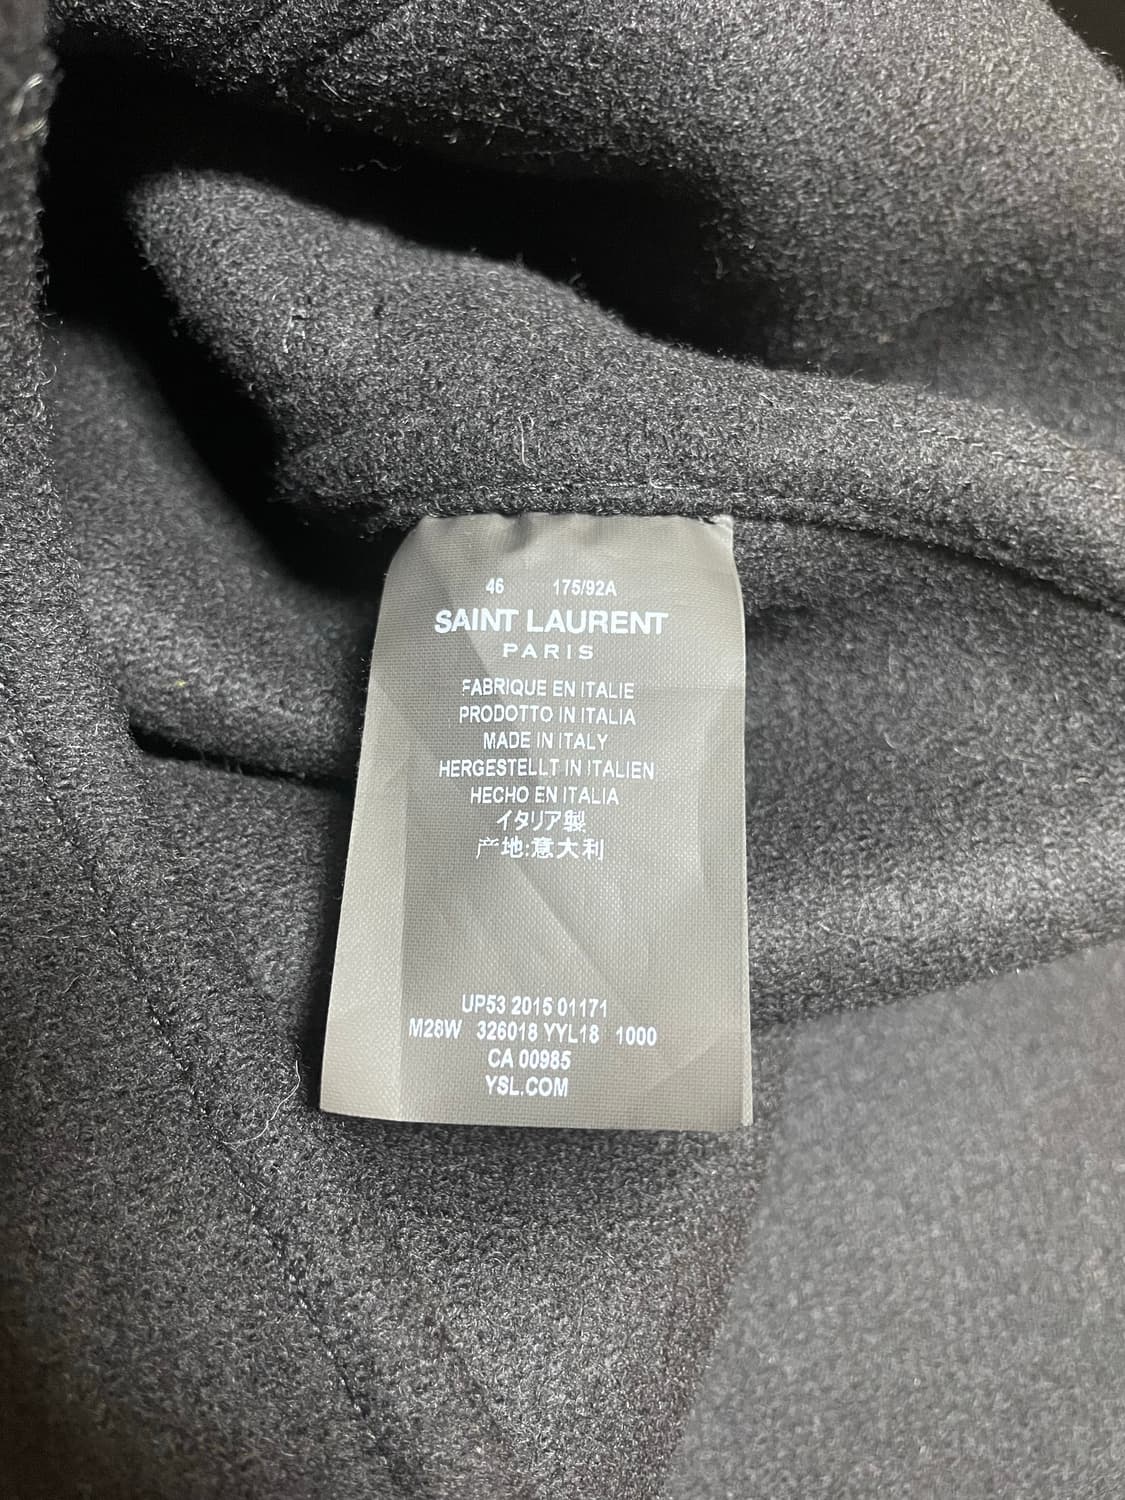 46 175/92A
SAINT LAURENT
PARIS
FABRIQUE EN ITALIE
PRODOTTO IN ITALIA
MADE IN ITALY
HERGESTELLT IN ITALIEN
HECHO EN ITALIA
イタリア製
产地:意大利
UP53 2015 01171
M28W 326018 YYL18 1000
CA 00985
YSL.COM